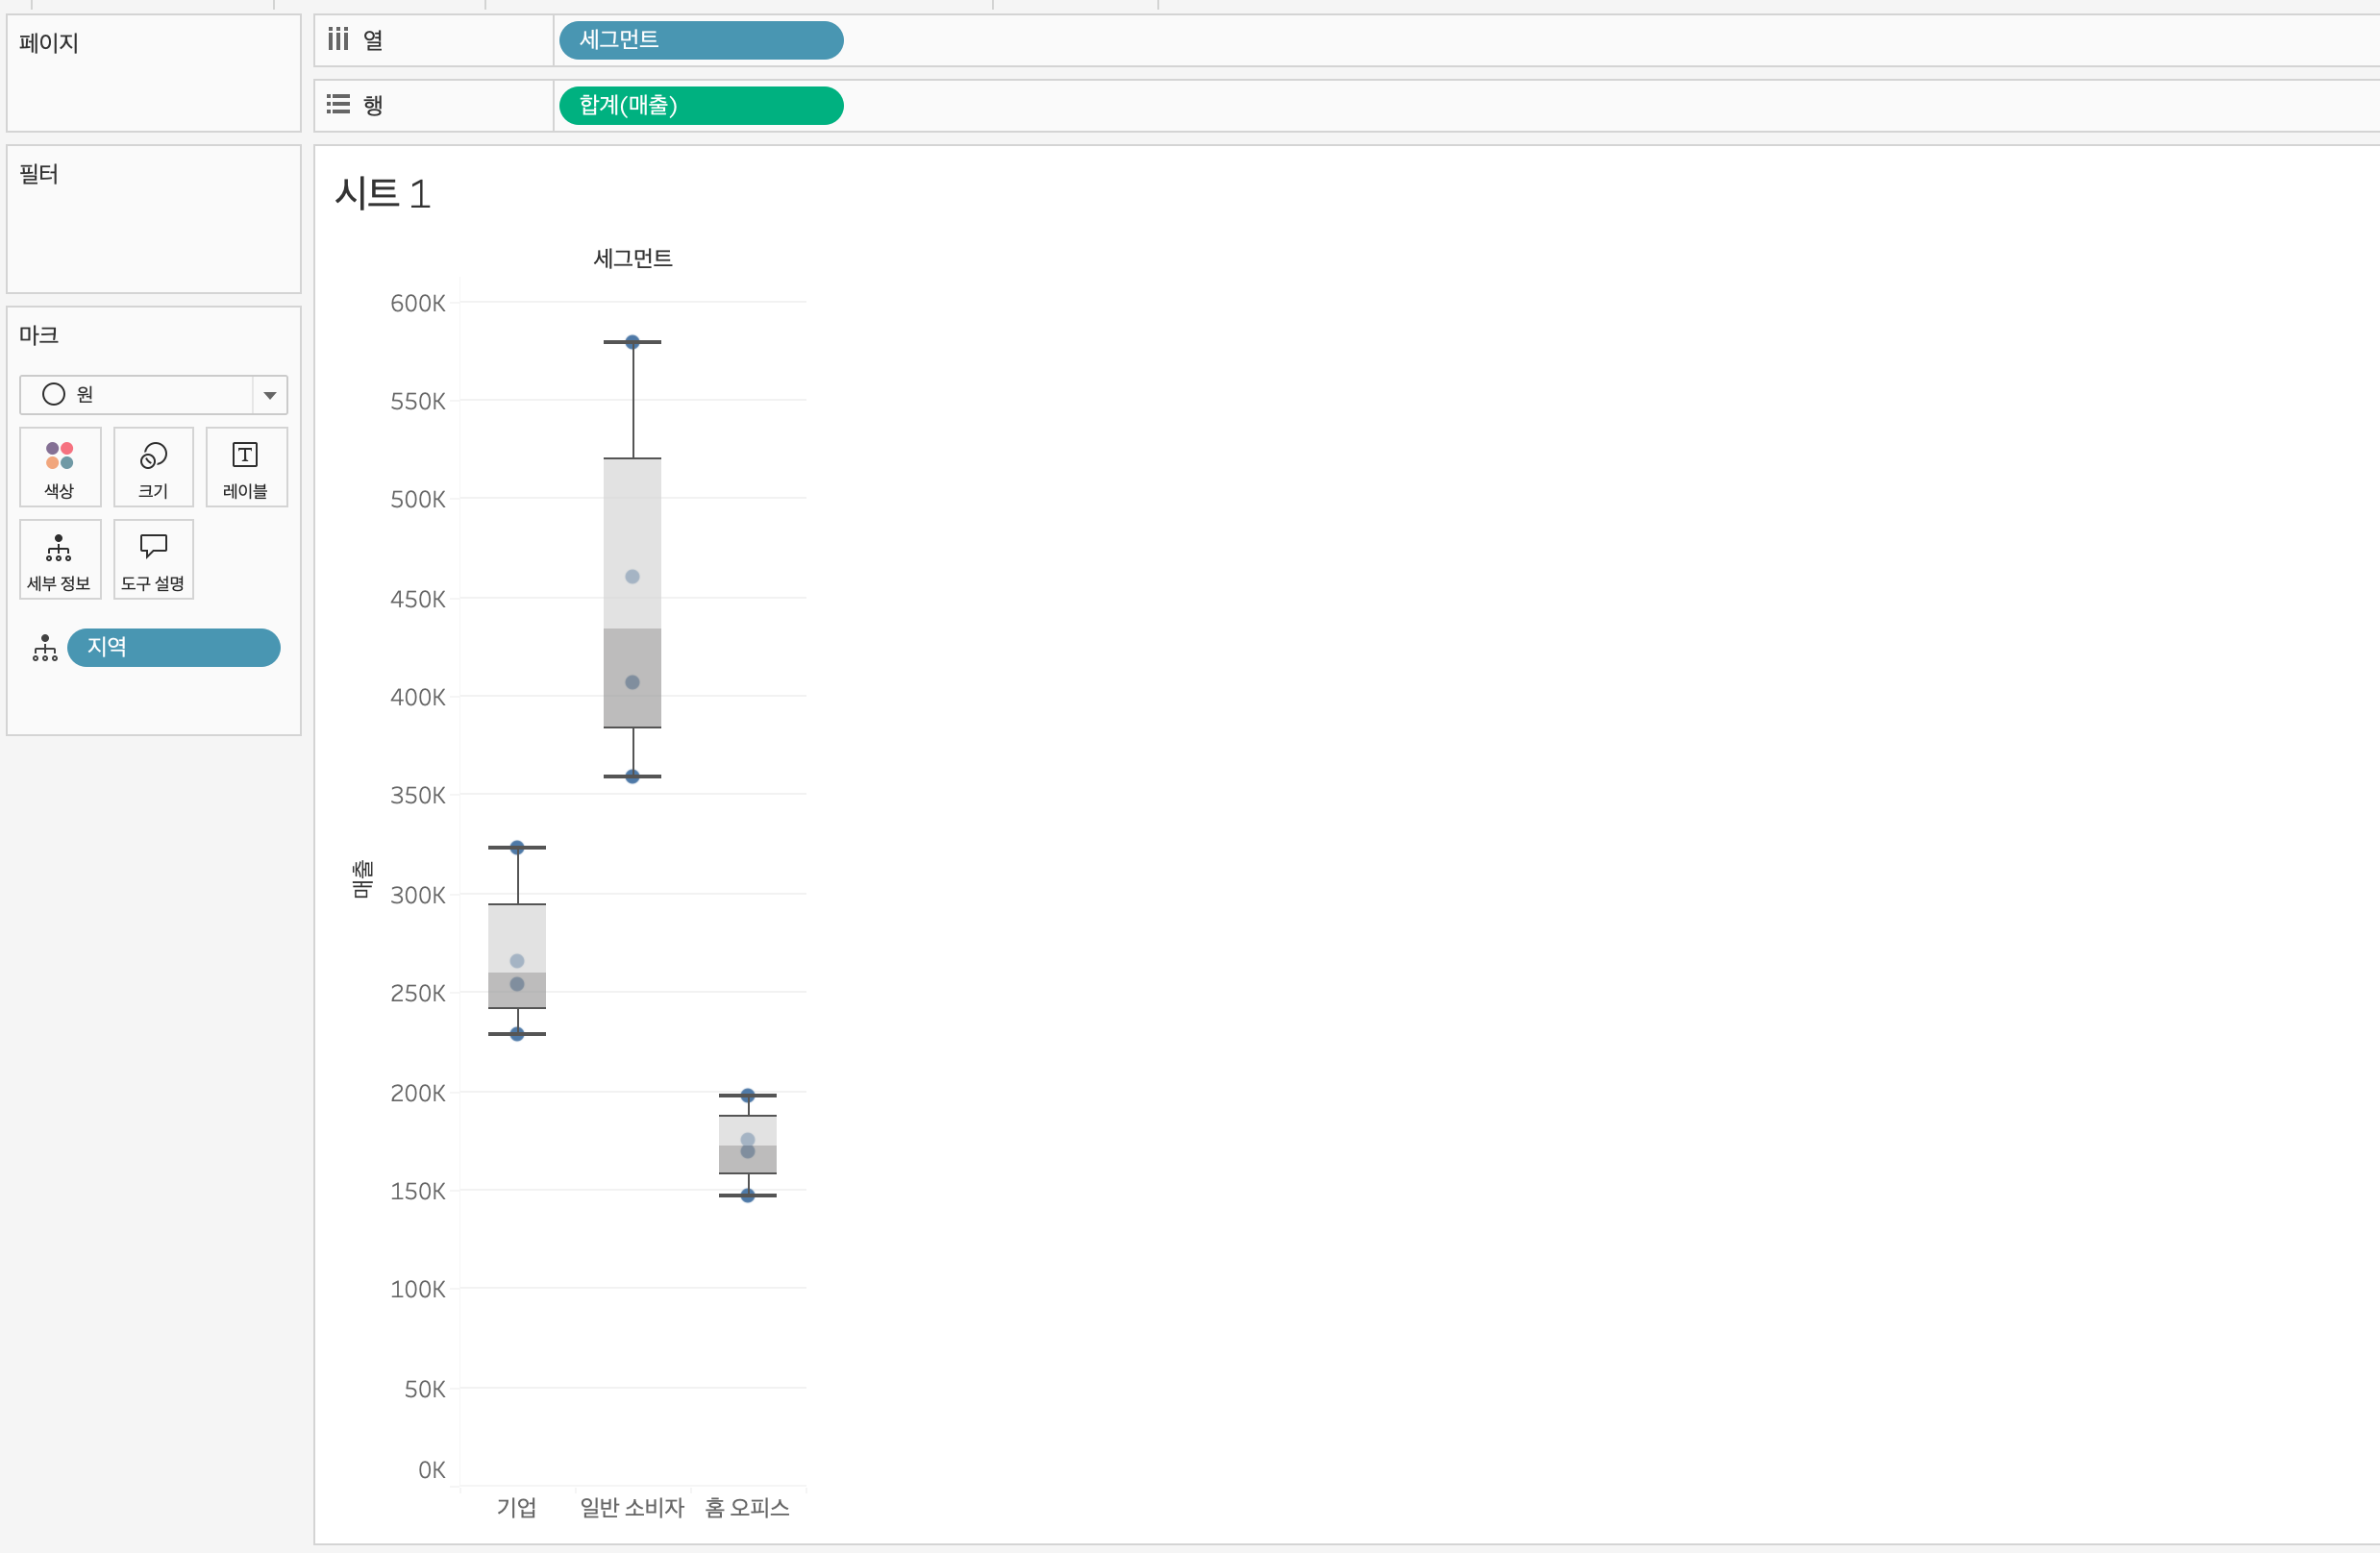 페이지
열
세그먼트
행
합계(매출)
필터
마크
원
색상
크기
레이블
세부 정보
도구 설명
지역
시트 1
세그먼트
600K
550K
500K
450K
400K
350K
300K
250K
200K
150K
100K
50K
0K
매출
기업
일반 소비자
홈 오피스